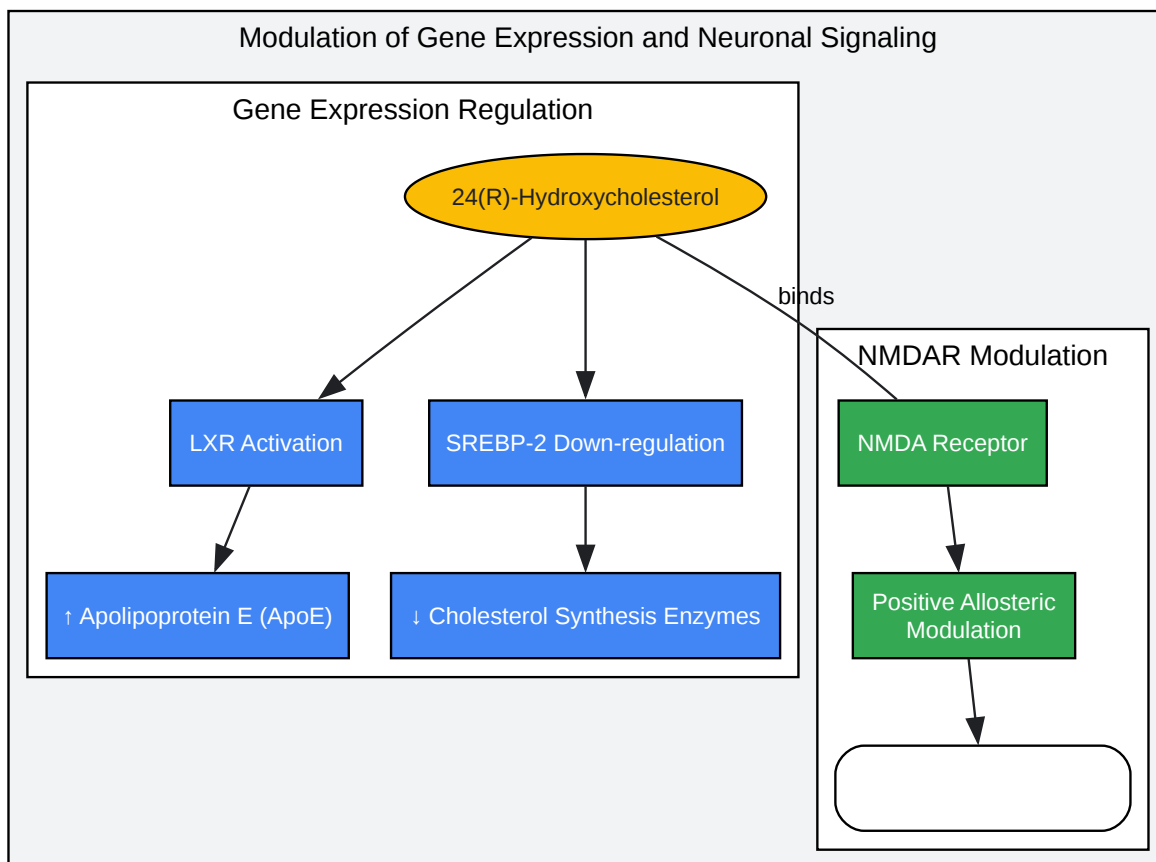 Modulation of Gene Expression and Neuronal Signaling
Gene Expression Regulation
24(R)-Hydroxycholesterol
binds
NMDAR Modulation
LXR Activation
SREBP-2 Down-regulation
NMDA Receptor
↑ Apolipoprotein E (ApoE)
↓ Cholesterol Synthesis Enzymes
Positive Allosteric
Modulation